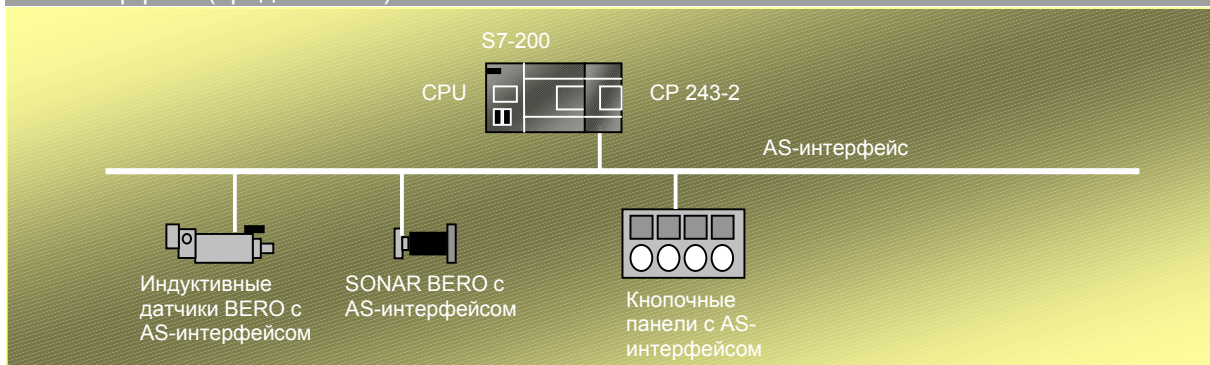 S7-200
CPU
CP 243-2
AS-интерфейс
Индуктивные
датчики BERO с
AS-интерфейсом
SONAR BERO с
AS-интерфейсом
Кнопочные
панели с AS-
интерфейсом